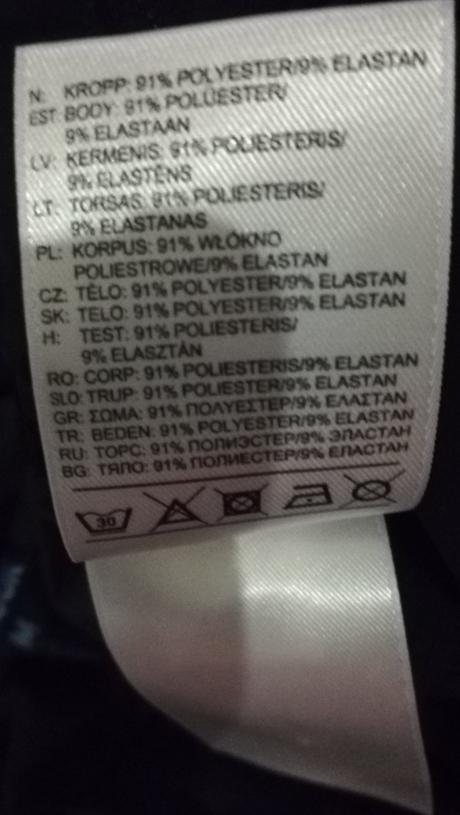 N: KROPP: 91% POLYESTER/9% ELASTAN
EST: BODY: 91% POLÜESTER/
9% ELASTAAN
LV: ĶERMENIS: 91% POLIESTERIS/
9% ELASTĒNS
LT: TORSAS: 91% POLIESTERIS/
9% ELASTANAS
PL: KORPUS: 91% WŁÓKNO
POLIESTROWE/9% ELASTAN
CZ: TĚLO: 91% POLYESTER/9% ELASTAN
SK: TELO: 91% POLYESTER/9% ELASTAN
H: TEST: 91% POLIESTERIS/
9% ELASZTÁN
RO: CORP: 91% POLIESTERIS/9% ELASTAN
SLO: TRUP: 91% POLIESTER/9% ELASTAN
GR: ΣΩΜΑ: 91% ΠΟΛΥΕΣΤΕΡ/9% ΕΛΑΣΤΑΝ
TR: BEDEN: 91% POLYESTER/9% ELASTAN
RU: ТОРС: 91% ПОЛИЭСТЕР/9% ЭЛАСТАН
BG: ТЯЛО: 91% ПОЛИЕСТЕР/9% ЕЛАСТАН
30